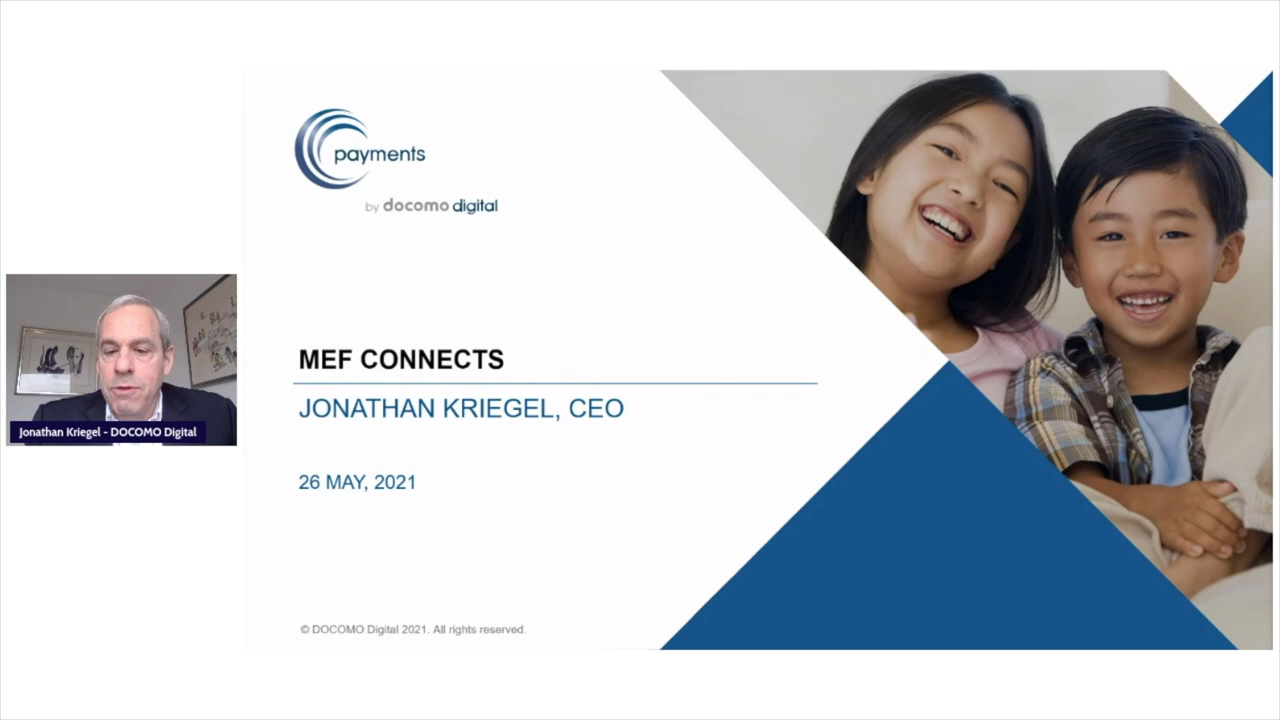 payments
by docomo digital
MEF CONNECTS
JONATHAN KRIEGEL, CEO
26 MAY, 2021
© DOCOMO Digital 2021. All rights reserved.
Jonathan Kriegel - DOCOMO Digital